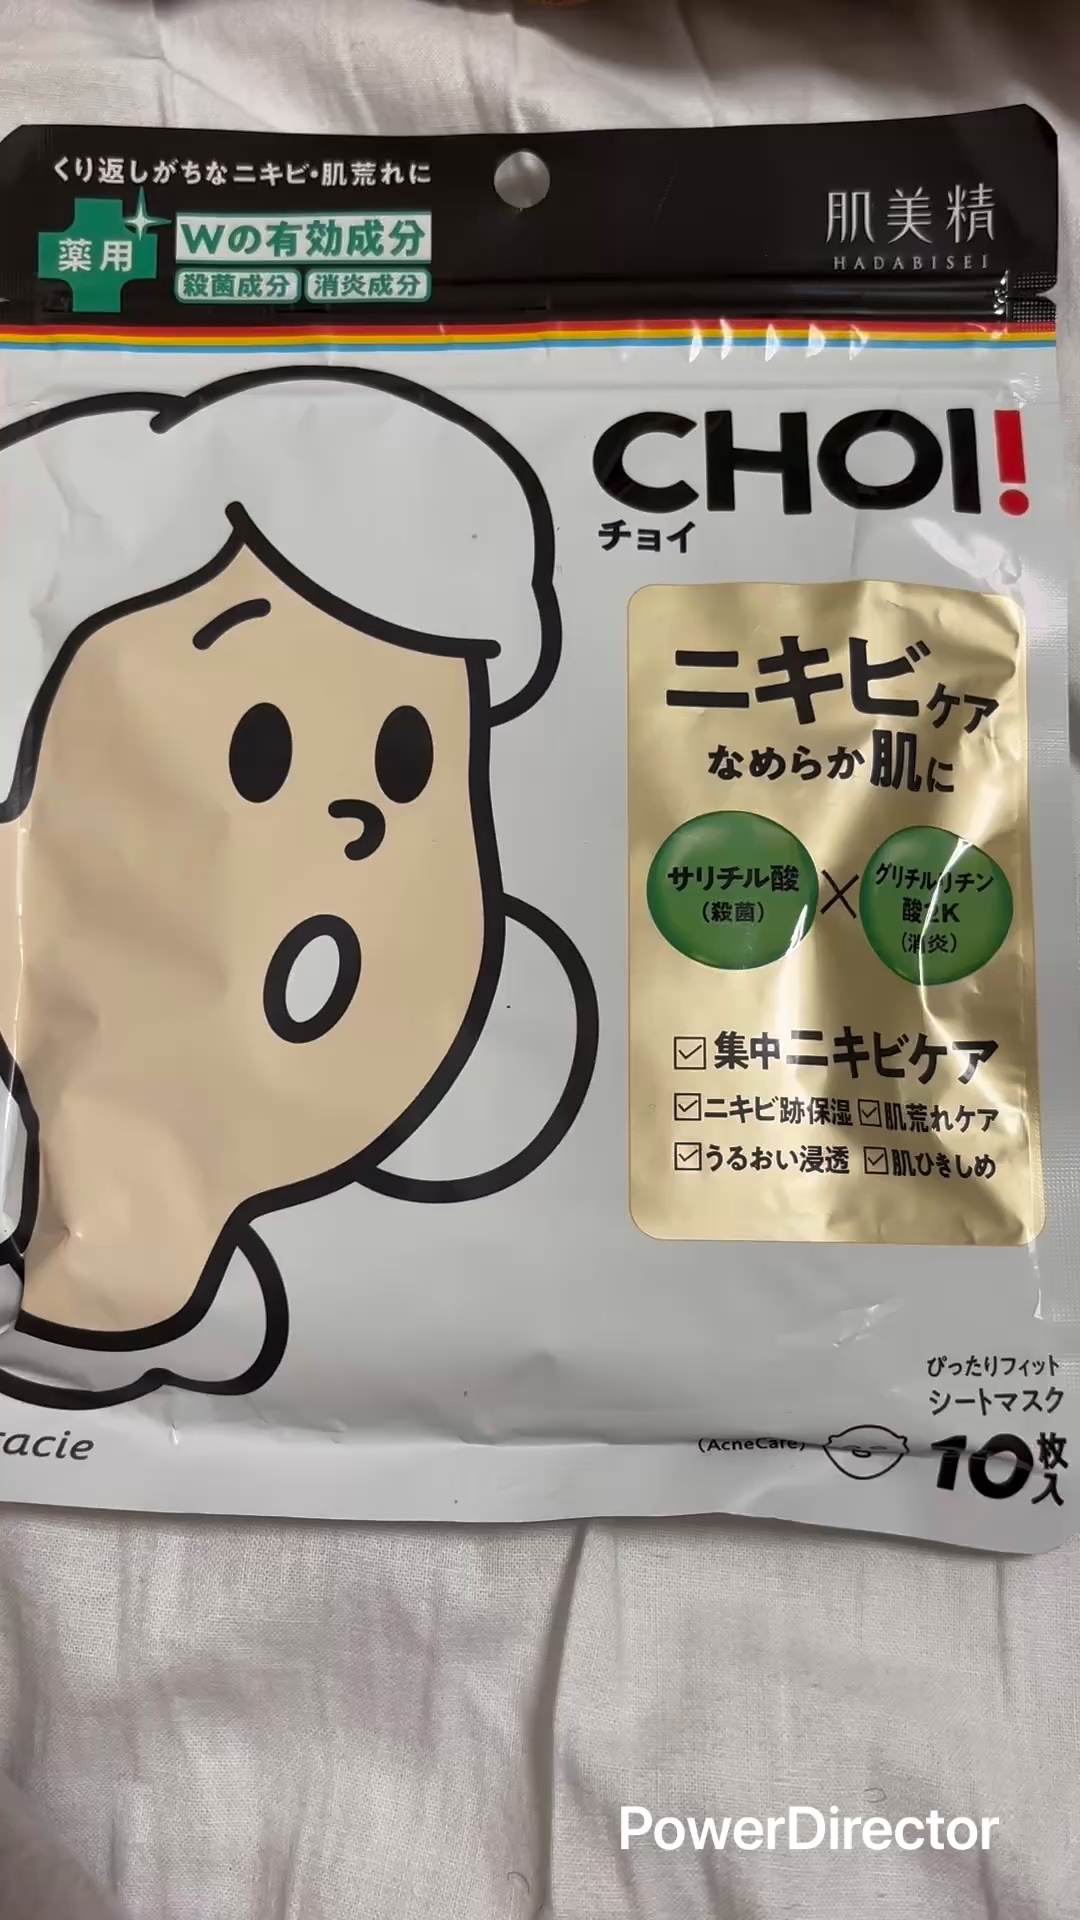 くり返しがちなニキビ・肌荒れに
薬用
Wの有効成分
殺菌成分 消炎成分
肌美精
HADABISEI
CHOI!
チョイ
ニキビケア
なめらか肌に
サリチル酸
(殺菌)
×
グリチルリチン
酸2K
(消炎)
☑集中ニキビケア
☑ニキビ跡保湿 ☑肌荒れケア
☑うるおい浸透 ☑肌ひきしめ
ぴったりフィット
シートマスク
10枚入
(AcneCare)
racie
PowerDirector